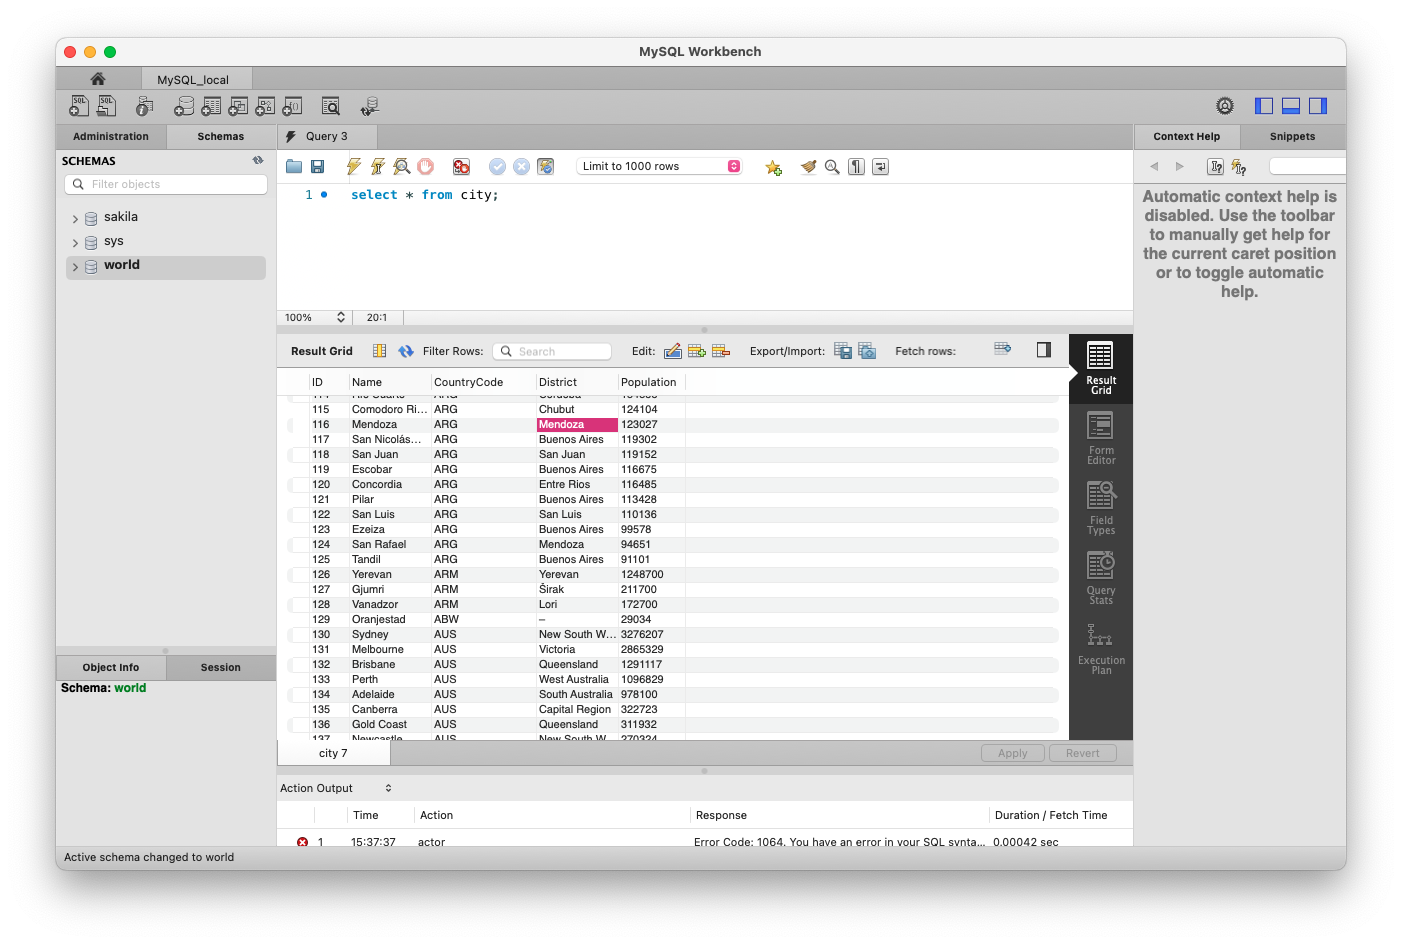 MySQL Workbench
MySQL_local
Administration Schemas Query 3 Context Help Snippets
SCHEMAS
Filter objects
sakila
sys
world
Limit to 1000 rows
1 select * from city;
100% 20:1
Automatic context help is
disabled. Use the toolbar
to manually get help for
the current caret position
or to toggle automatic
help.
Result Grid Filter Rows: Search Edit: Export/Import: Fetch rows:
ID Name CountryCode District Population
115 Comodoro Ri... ARG Chubut 124104
116 Mendoza ARG Mendoza 123027
117 San Nicolás... ARG Buenos Aires 119302
118 San Juan ARG San Juan 119152
119 Escobar ARG Buenos Aires 116675
120 Concordia ARG Entre Rios 116485
121 Pilar ARG Buenos Aires 113428
122 San Luis ARG San Luis 110136
123 Ezeiza ARG Buenos Aires 99578
124 San Rafael ARG Mendoza 94651
125 Tandil ARG Buenos Aires 91101
126 Yerevan ARM Yerevan 1248700
127 Gjumri ARM Širak 211700
128 Vanadzor ARM Lori 172700
129 Oranjestad ABW – 29034
130 Sydney AUS New South W... 3276207
131 Melbourne AUS Victoria 2865329
132 Brisbane AUS Queensland 1291117
133 Perth AUS West Australia 1096829
134 Adelaide AUS South Australia 978100
135 Canberra AUS Capital Region 322723
136 Gold Coast AUS Queensland 311932
137 Newcastle AUS New South W... 270324
Result
Grid
Form
Editor
Field
Types
Query
Stats
Execution
Plan
Object Info Session
Schema: world
city 7 Apply Revert
Action Output
Time Action Response Duration / Fetch Time
1 15:37:37 actor Error Code: 1064. You have an error in your SQL synta... 0.00042 sec
Active schema changed to world